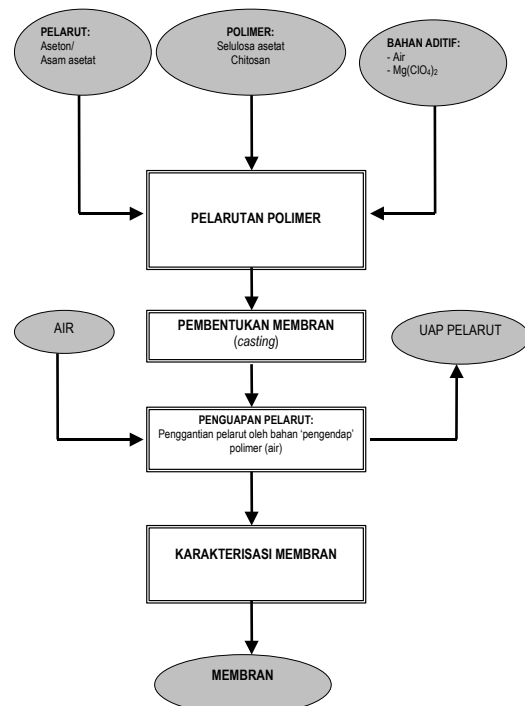 PELARUT:
Aseton/
Asam asetat
POLIMER:
Selulosa asetat
Chitosan
BAHAN ADITIF:
- Air
- Mg(ClO₄)₂
PELARUTAN POLIMER
PEMBENTUKAN MEMBRAN
(casting)
AIR
UAP PELARUT
PENGUAPAN PELARUT:
Penggantian pelarut oleh bahan ‘pengendap’
polimer (air)
KARAKTERISASI MEMBRAN
MEMBRAN